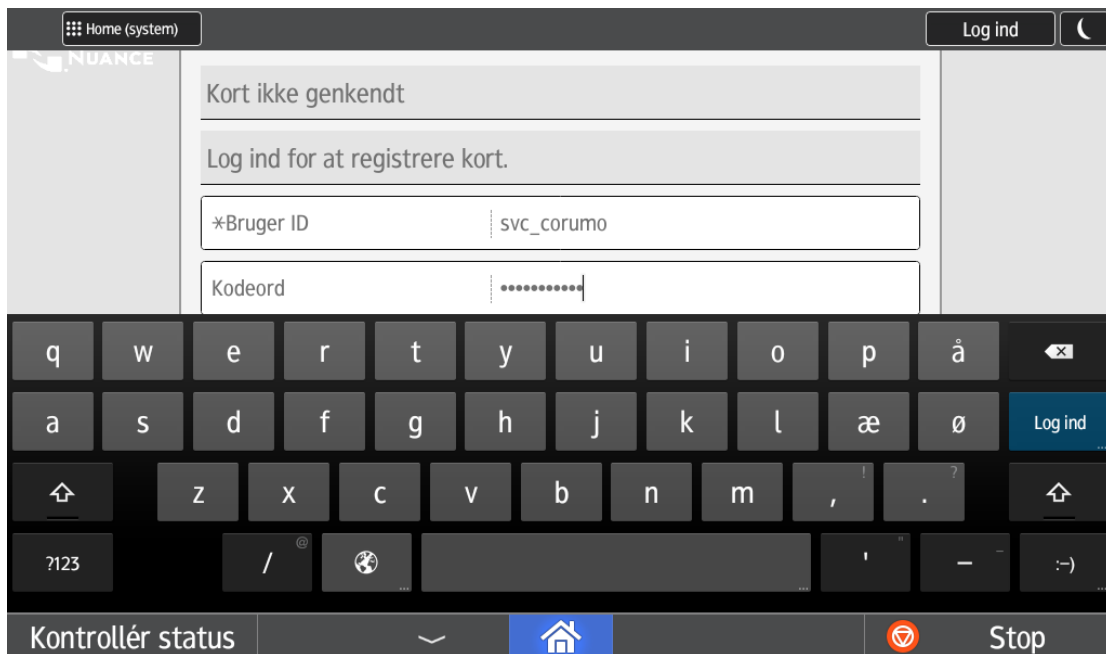 Home (system)
Log ind
NUANCE
Kort ikke genkendt
Log ind for at registrere kort.
*Bruger ID svc_corumo
Kodeord •••••••••••
q w e r t y u i o p å
a s d f g h j k l æ ø Log ind
z x c v b n m , ! . ?
?123 / @ ... ' " – _ :-)
Kontrollér status
Stop